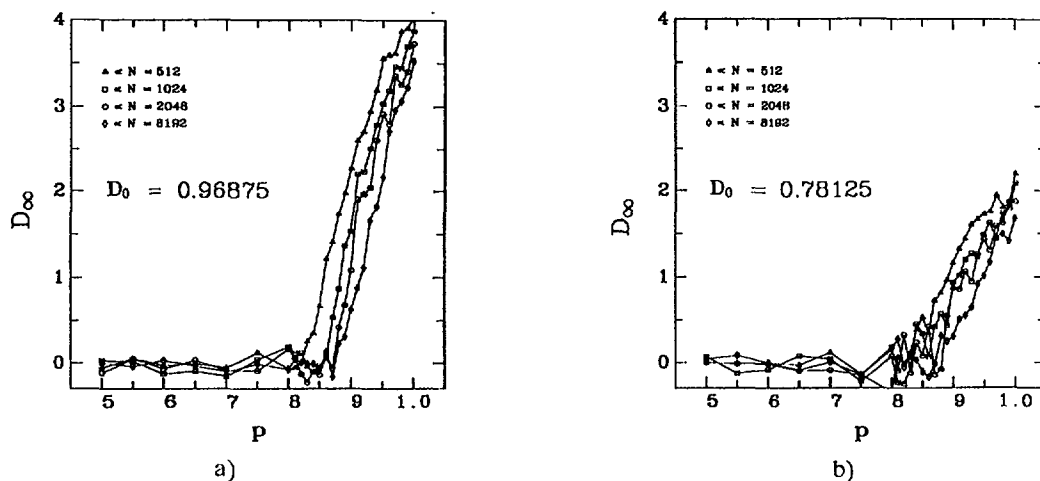 4
3
2
1
0
D∞
▵ < N = 512
□ < N = 1024
○ < N = 2048
◊ < N = 8192
D₀ = 0.96875
5 6 7 8 9 1.0
p
a)
4
3
2
1
0
D∞
▵ < N = 512
□ < N = 1024
○ < N = 2048
◊ < N = 8192
D₀ = 0.78125
5 6 7 8 9 1.0
p
b)